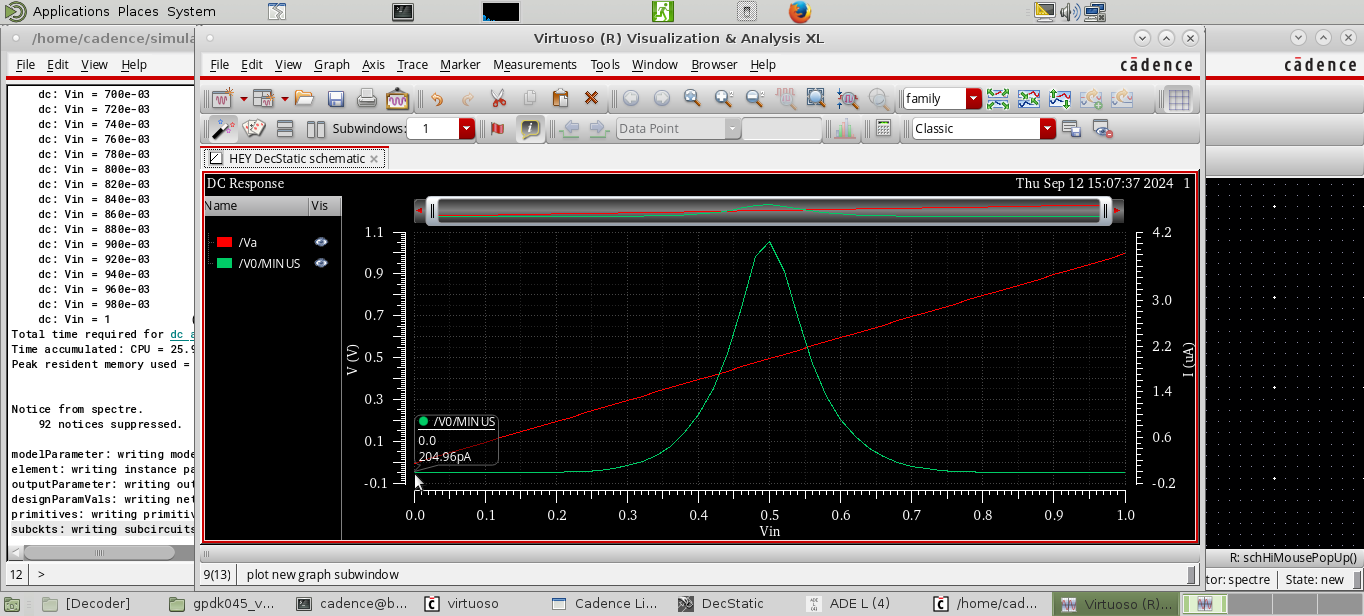 Applications Places System
/home/cadence/simula
Virtuoso (R) Visualization & Analysis XL
File Edit View Help
File Edit View Graph Axis Trace Marker Measurements Tools Window Browser Help
cādence
cādence
family
Subwindows: 1
Data Point
Classic
HEY DecStatic schematic
dc: Vin = 700e-03
dc: Vin = 720e-03
dc: Vin = 740e-03
dc: Vin = 760e-03
dc: Vin = 780e-03
dc: Vin = 800e-03
dc: Vin = 820e-03
dc: Vin = 840e-03
dc: Vin = 860e-03
dc: Vin = 880e-03
dc: Vin = 900e-03
dc: Vin = 920e-03
dc: Vin = 940e-03
dc: Vin = 960e-03
dc: Vin = 980e-03
dc: Vin = 1 (
Total time required for dc a
Time accumulated: CPU = 25.9
Peak resident memory used =
Notice from spectre.
92 notices suppressed.
modelParameter: writing mode
element: writing instance pa
outputParameter: writing out
designParamVals: writing net
primitives: writing primitiv
subckts: writing subcircuits
12 >
DC Response
Thu Sep 12 15:07:37 2024 1
Name Vis
/Va
/V0/MINUS
1.1
0.9
0.7
0.5
0.3
0.1
-0.1
V (V)
4.2
3.0
2.2
1.4
0.6
-0.2
I (uA)
/V0/MINUS
0.0
204.96pA
0.0 0.1 0.2 0.3 0.4 0.5 0.6 0.7 0.8 0.9 1.0
Vin
9(13) plot new graph subwindow
R: schHiMousePopUp()
tor: spectre State: new
[Decoder] gpdk045_v... cadence@b... virtuoso Cadence Li... DecStatic ADE L (4) /home/cad... Virtuoso (R)...